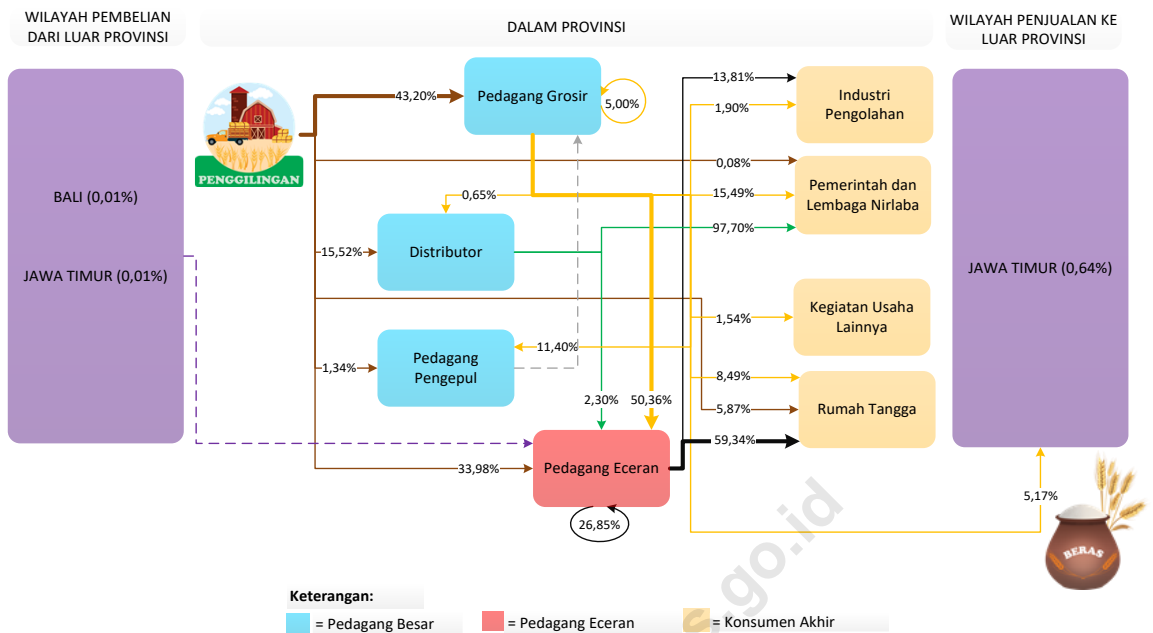 WILAYAH PEMBELIAN
DARI LUAR PROVINSI
DALAM PROVINSI
WILAYAH PENJUALAN KE
LUAR PROVINSI
BALI (0,01%)
JAWA TIMUR (0,01%)
PENGGILINGAN
43,20%
Pedagang Grosir
5,00%
13,81%
1,90%
Industri
Pengolahan
0,08%
0,65%
15,49%
Pemerintah dan
Lembaga Nirlaba
97,70%
15,52%
Distributor
JAWA TIMUR (0,64%)
1,54%
Kegiatan Usaha
Lainnya
11,40%
1,34%
Pedagang
Pengepul
8,49%
5,87%
Rumah Tangga
2,30%
50,36%
59,34%
33,98%
Pedagang Eceran
26,85%
5,17%
BERAS
s.go.id
Keterangan:
= Pedagang Besar
= Pedagang Eceran
= Konsumen Akhir